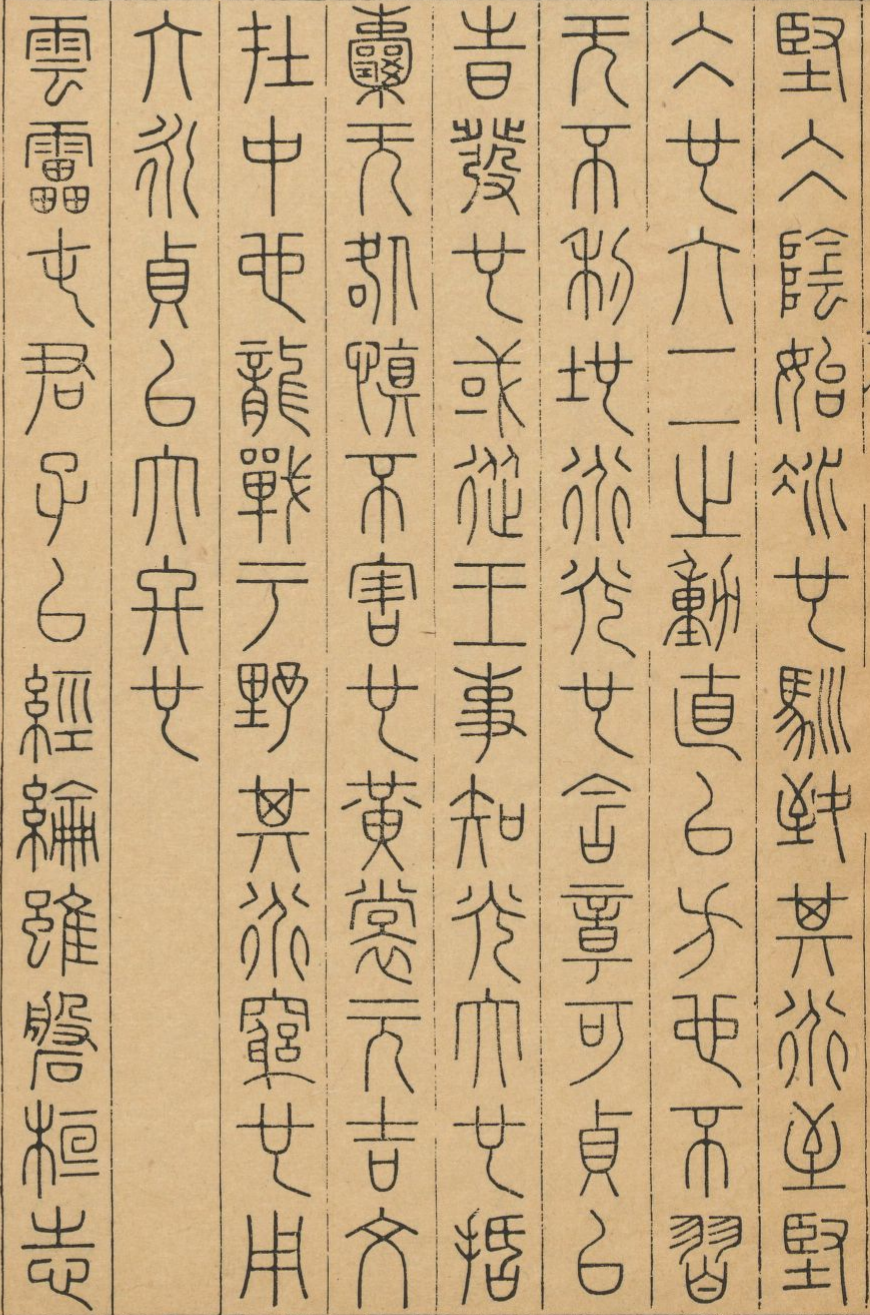 堅仌陰始冰也馴致其道至堅
仌也六二之動直以方也不習
无不利地道光也含章可貞以
時發也或從王事知光大也括
囊无咎慎不害也黃裳元吉文
在中也龍戰于野其道窮也用
六永貞以大終也
雲雷屯君子以經綸雖磐桓志